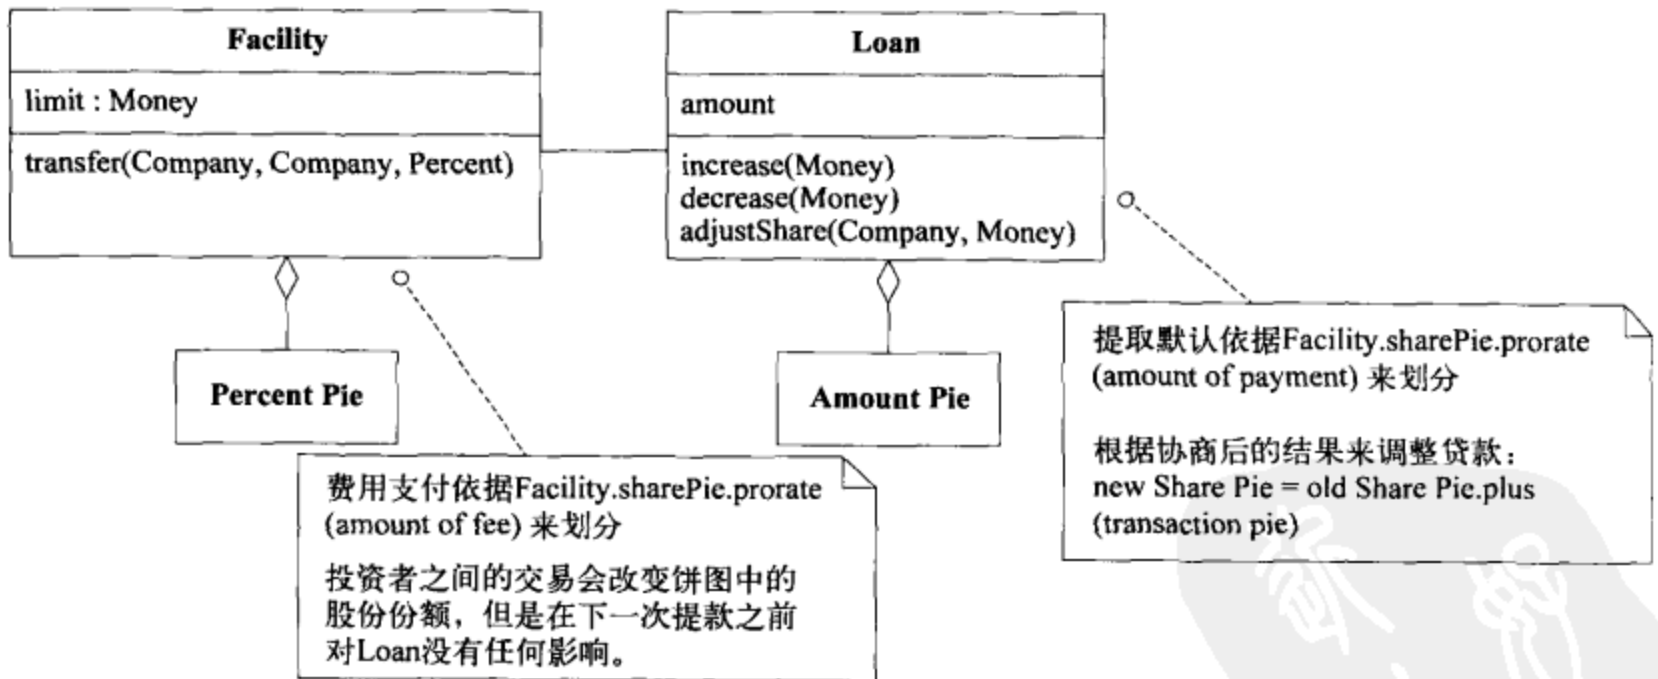 Facility
limit : Money
transfer(Company, Company, Percent)
Loan
amount
increase(Money)
decrease(Money)
adjustShare(Company, Money)
Percent Pie
Amount Pie
费用支付依据Facility.sharePie.prorate
(amount of fee) 来划分
投资者之间的交易会改变饼图中的
股份份额，但是在下一次提款之前
对Loan没有任何影响。
提取默认依据Facility.sharePie.prorate
(amount of payment) 来划分
根据协商后的结果来调整贷款：
new Share Pie = old Share Pie.plus
(transaction pie)